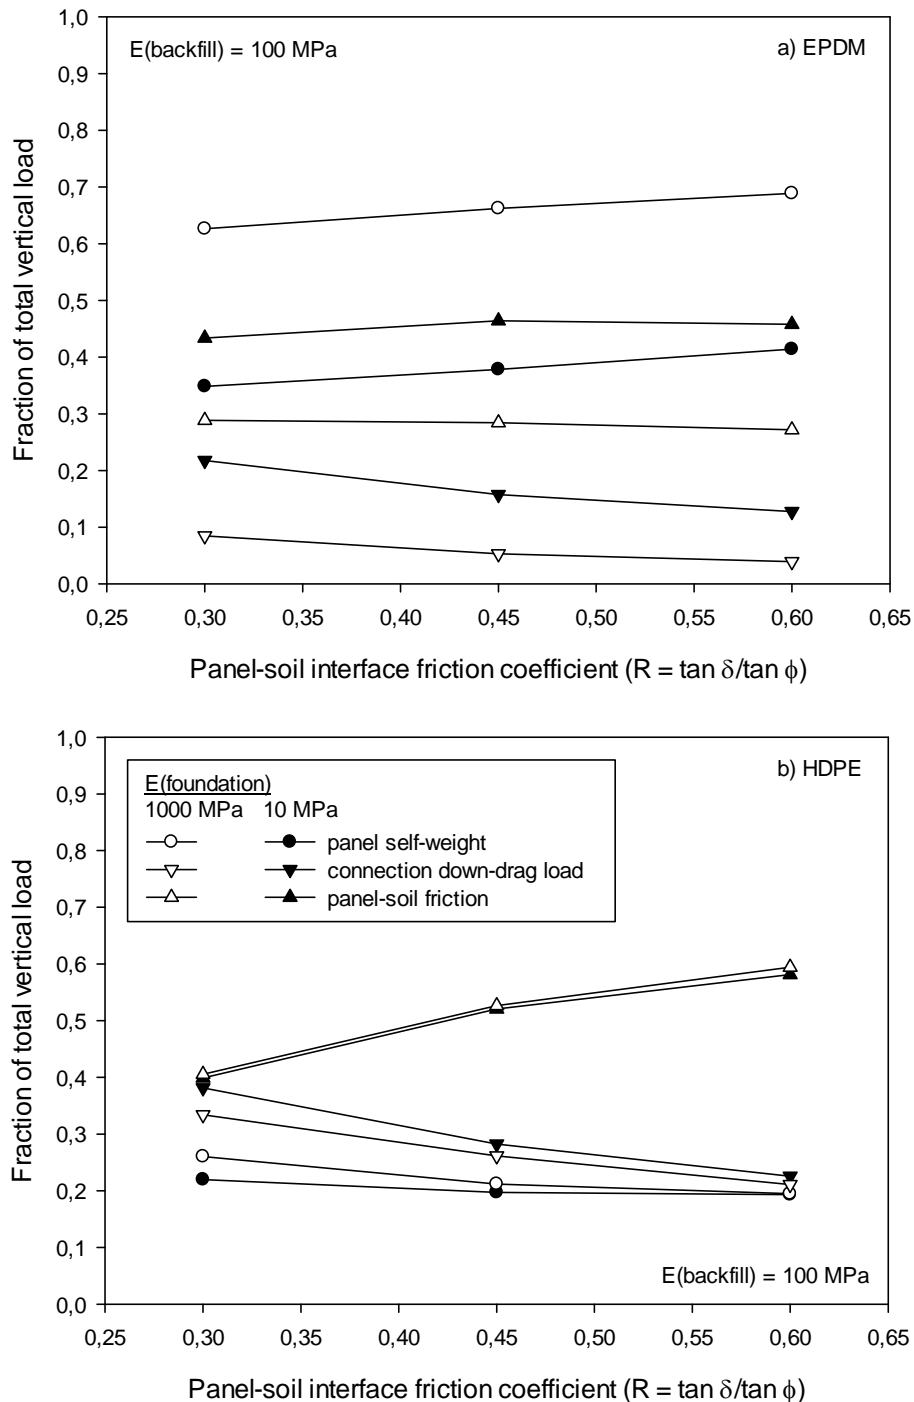 1,0
E(backfill) = 100 MPa
a) EPDM
0,9
0,8
0,7
0,6
0,5
0,4
0,3
0,2
0,1
0,0
Fraction of total vertical load
0,25 0,30 0,35 0,40 0,45 0,50 0,55 0,60 0,65
Panel-soil interface friction coefficient (R = tan δ/tan ϕ)
1,0
b) HDPE
0,9
0,8
0,7
0,6
0,5
0,4
0,3
0,2
0,1
0,0
Fraction of total vertical load
E(foundation)
1000 MPa 10 MPa
panel self-weight
connection down-drag load
panel-soil friction
E(backfill) = 100 MPa
0,25 0,30 0,35 0,40 0,45 0,50 0,55 0,60 0,65
Panel-soil interface friction coefficient (R = tan δ/tan ϕ)